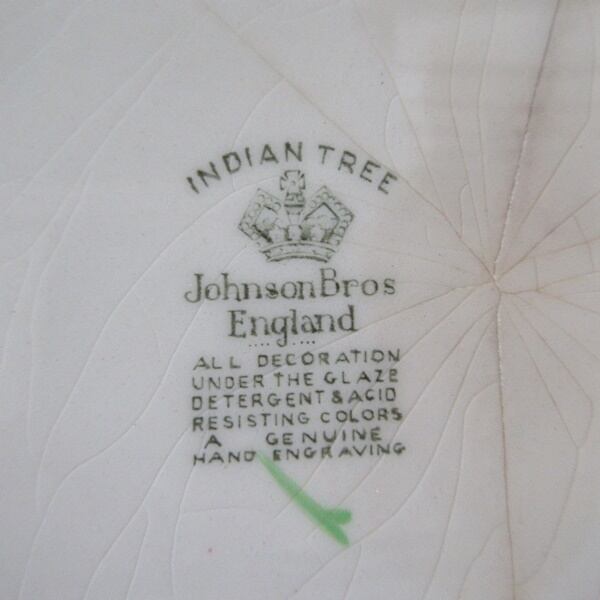 INDIAN TREE
Johnson Bros
England
ALL DECORATION
UNDER THE GLAZE
DETERGENT & ACID
RESISTING COLORS
A GENUINE
HAND ENGRAVING